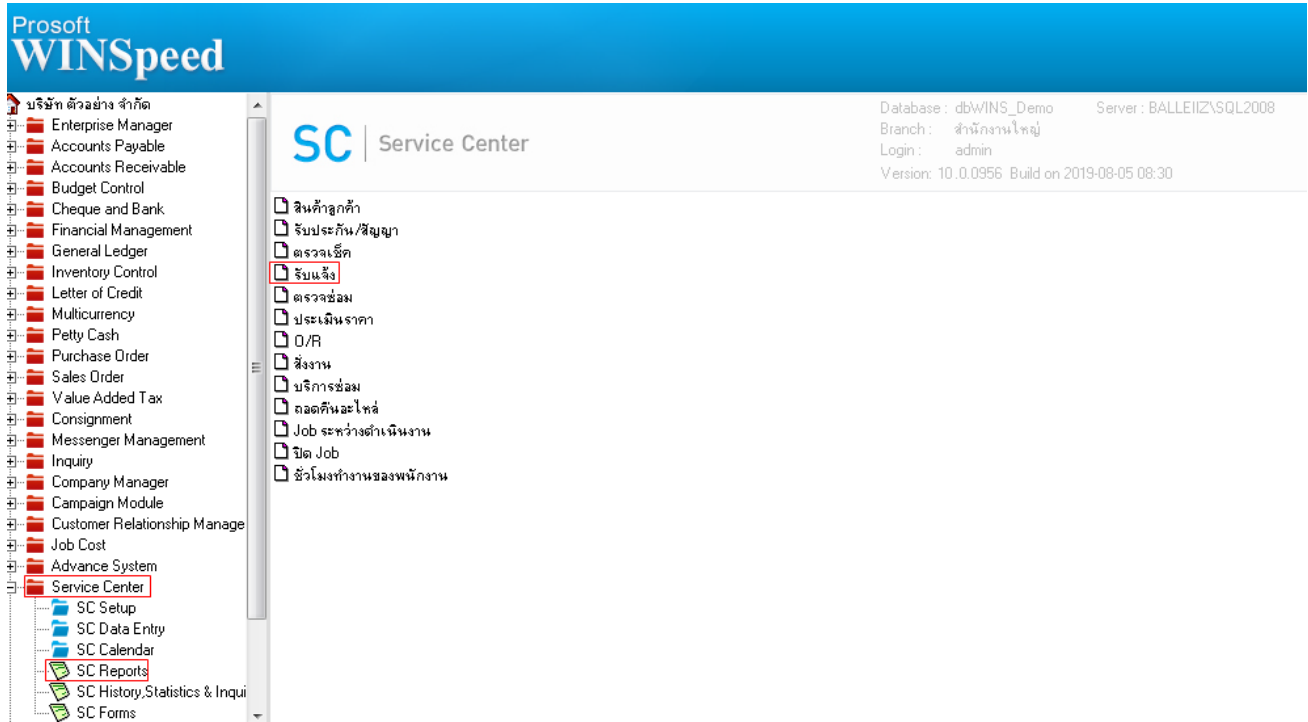 Prosoft
WINSpeed
บริษัท ตัวอย่าง จำกัด
Enterprise Manager
Accounts Payable
Accounts Receivable
Budget Control
Cheque and Bank
Financial Management
General Ledger
Inventory Control
Letter of Credit
Multicurrency
Petty Cash
Purchase Order
Sales Order
Value Added Tax
Consignment
Messenger Management
Inquiry
Company Manager
Campaign Module
Customer Relationship Manage
Job Cost
Advance System
Service Center
SC Setup
SC Data Entry
SC Calendar
SC Reports
SC History,Statistics & Inqui
SC Forms
SC Service Center
Database : dbWINS_Demo Server : BALLEIIZ\SQL2008
Branch : สำนักงานใหญ่
Login : admin
Version: 10.0.0956 Build on 2019-08-05 08:30
สินค้าลูกค้า
รับประกัน/สัญญา
ตรวจเช็ค
รับแจ้ง
ตรวจซ่อม
ประเมินราคา
O/R
สั่งงาน
บริการซ่อม
ถอดคืนอะไหล่
Job ระหว่างดำเนินงาน
ปิด Job
ชั่วโมงทำงานของพนักงาน